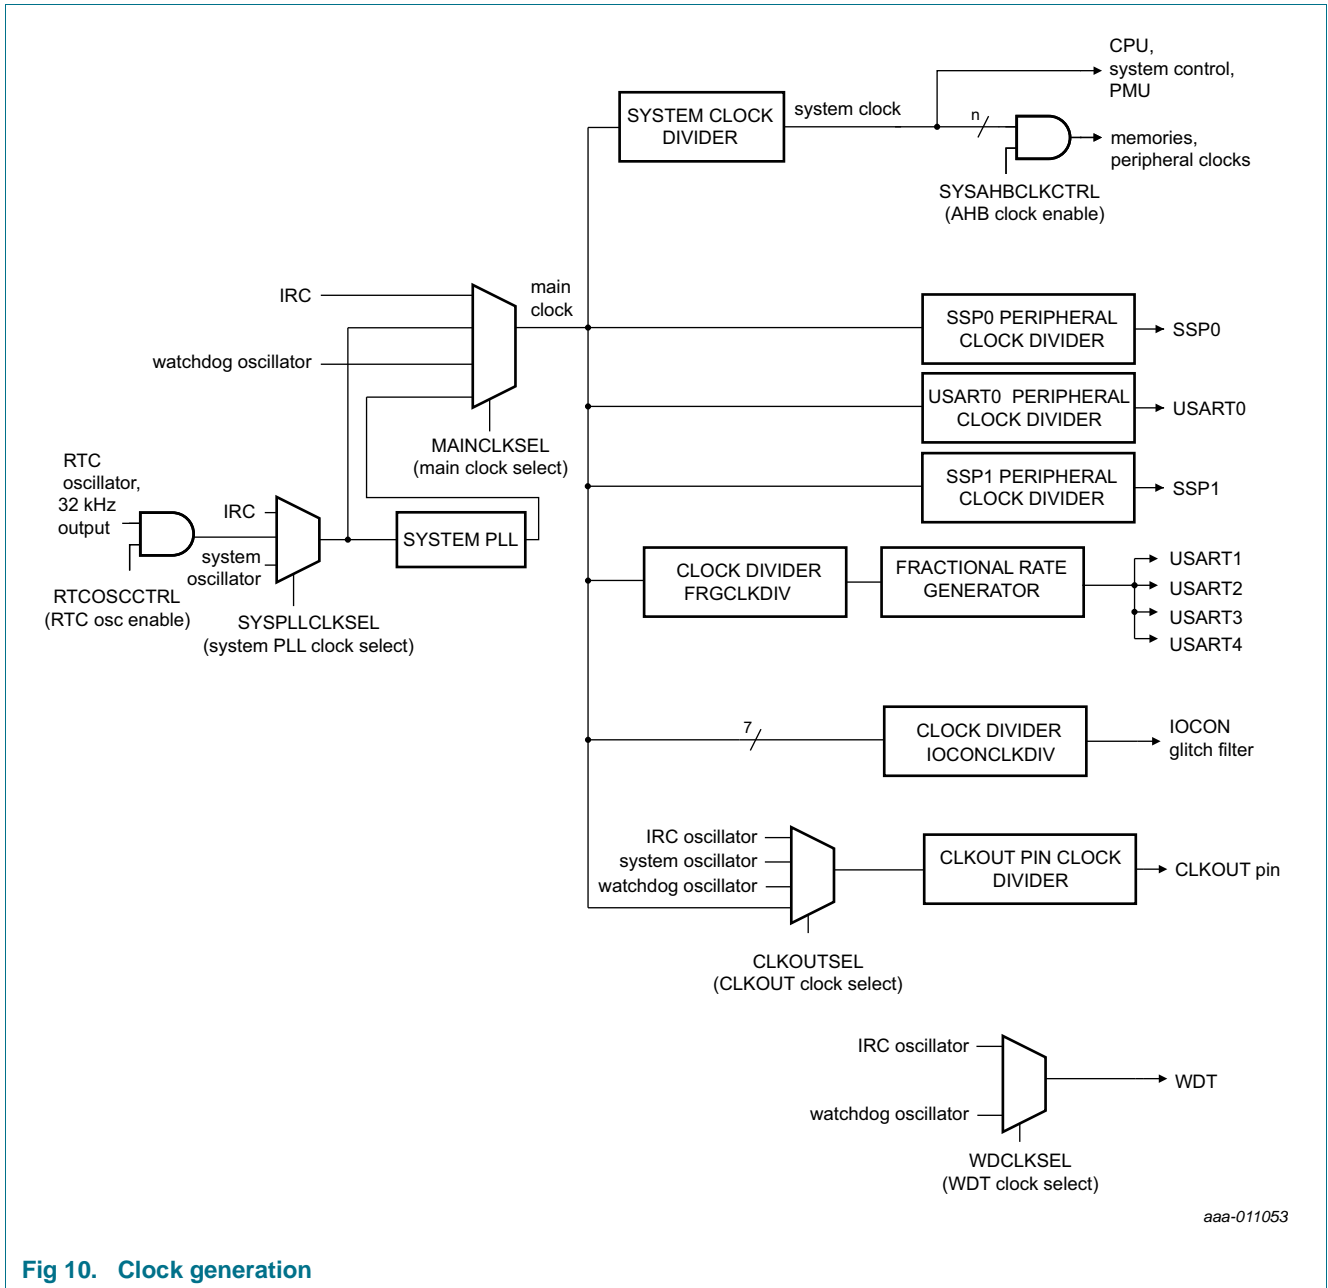 CPU,
system control,
PMU
SYSTEM CLOCK
DIVIDER
system clock
n
memories,
peripheral clocks
SYSAHBCLKCTRL
(AHB clock enable)
IRC
main
clock
watchdog oscillator
MAINCLKSEL
(main clock select)
SSP0 PERIPHERAL
CLOCK DIVIDER
SSP0
USART0 PERIPHERAL
CLOCK DIVIDER
USART0
SSP1 PERIPHERAL
CLOCK DIVIDER
SSP1
RTC
oscillator,
32 kHz
output
RTCOSCCTRL
(RTC osc enable)
IRC
system
oscillator
SYSPLLCLKSEL
(system PLL clock select)
SYSTEM PLL
CLOCK DIVIDER
FRGCLKDIV
FRACTIONAL RATE
GENERATOR
USART1
USART2
USART3
USART4
7
CLOCK DIVIDER
IOCONCLKDIV
IOCON
glitch filter
IRC oscillator
system oscillator
watchdog oscillator
CLKOUTSEL
(CLKOUT clock select)
CLKOUT PIN CLOCK
DIVIDER
CLKOUT pin
IRC oscillator
watchdog oscillator
WDT
WDCLKSEL
(WDT clock select)
aaa-011053
Fig 10. Clock generation